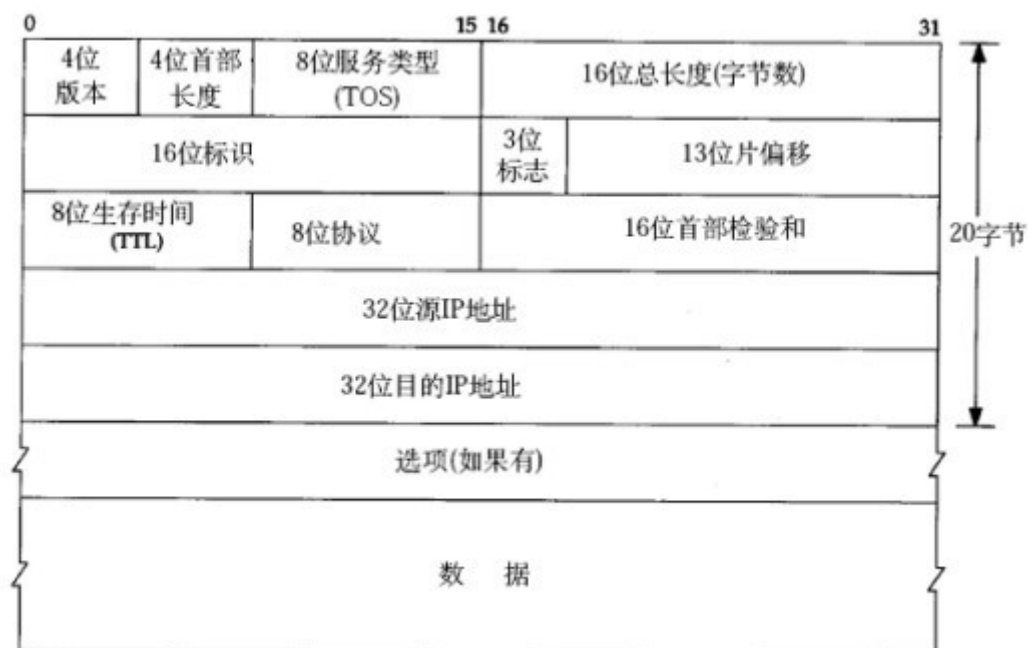 0 15 16 31
4位
版本
4位首部
长度
8位服务类型
(TOS)
16位总长度(字节数)
16位标识
3位
标志
13位片偏移
8位生存时间
(TTL)
8位协议
16位首部检验和
20字节
32位源IP地址
32位目的IP地址
选项(如果有)
数 据